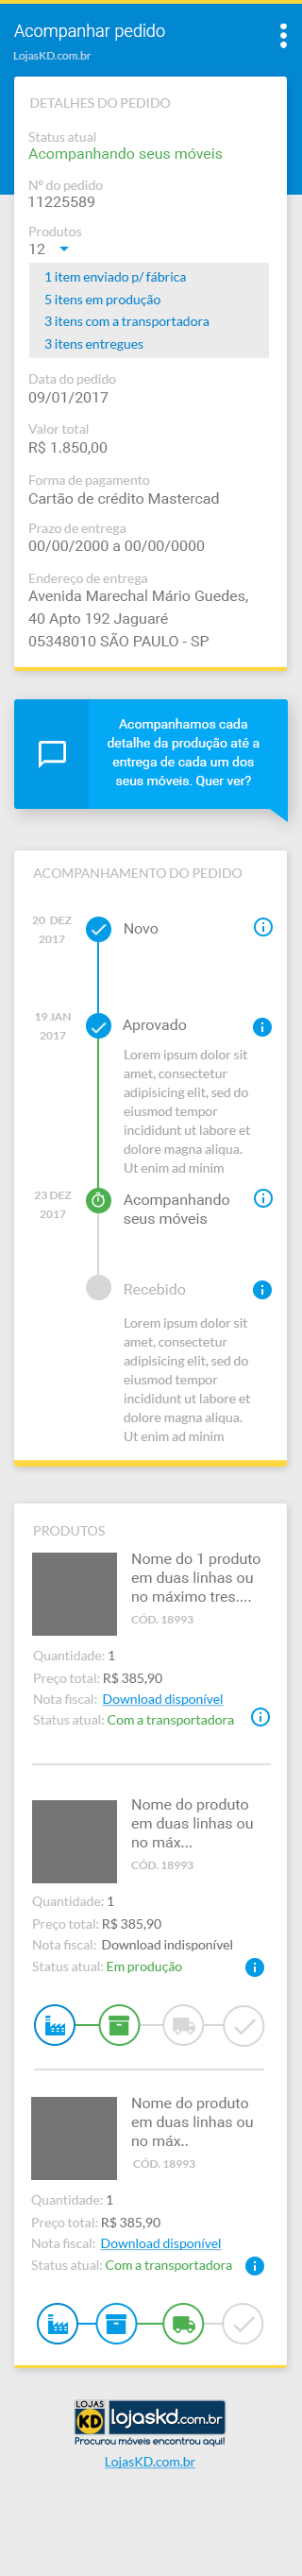 Acompanhar pedido
LojasKD.com.br
DETALHES DO PEDIDO
Status atual
Acompanhando seus móveis
Nº do pedido
11225589
Produtos
12
1 item enviado p/ fábrica
5 itens em produção
3 itens com a transportadora
3 itens entregues
Data do pedido
09/01/2017
Valor total
R$ 1.850,00
Forma de pagamento
Cartão de crédito Mastercad
Prazo de entrega
00/00/2000 a 00/00/0000
Endereço de entrega
Avenida Marechal Mário Guedes,
40 Apto 192 Jaguaré
05348010 SÃO PAULO - SP
Acompanhamos cada
detalhe da produção até a
entrega de cada um dos
seus móveis. Quer ver?
ACOMPANHAMENTO DO PEDIDO
20 DEZ
2017
Novo
19 JAN
2017
Aprovado
Lorem ipsum dolor sit
amet, consectetur
adipisicing elit, sed do
eiusmod tempor
incididunt ut labore et
dolore magna aliqua.
Ut enim ad minim
23 DEZ
2017
Acompanhando
seus móveis
Recebido
Lorem ipsum dolor sit
amet, consectetur
adipisicing elit, sed do
eiusmod tempor
incididunt ut labore et
dolore magna aliqua.
Ut enim ad minim
PRODUTOS
Nome do 1 produto
em duas linhas ou
no máximo tres....
CÓD. 18993
Quantidade: 1
Preço total: R$ 385,90
Nota fiscal: Download disponível
Status atual: Com a transportadora
Nome do produto
em duas linhas ou
no máx...
CÓD. 18993
Quantidade: 1
Preço total: R$ 385,90
Nota fiscal: Download indisponível
Status atual: Em produção
Nome do produto
em duas linhas ou
no máx..
CÓD. 18993
Quantidade: 1
Preço total: R$ 385,90
Nota fiscal: Download disponível
Status atual: Com a transportadora
LOJAS
KD lojaskd.com.br
Procurou móveis encontrou aqui!
LojasKD.com.br